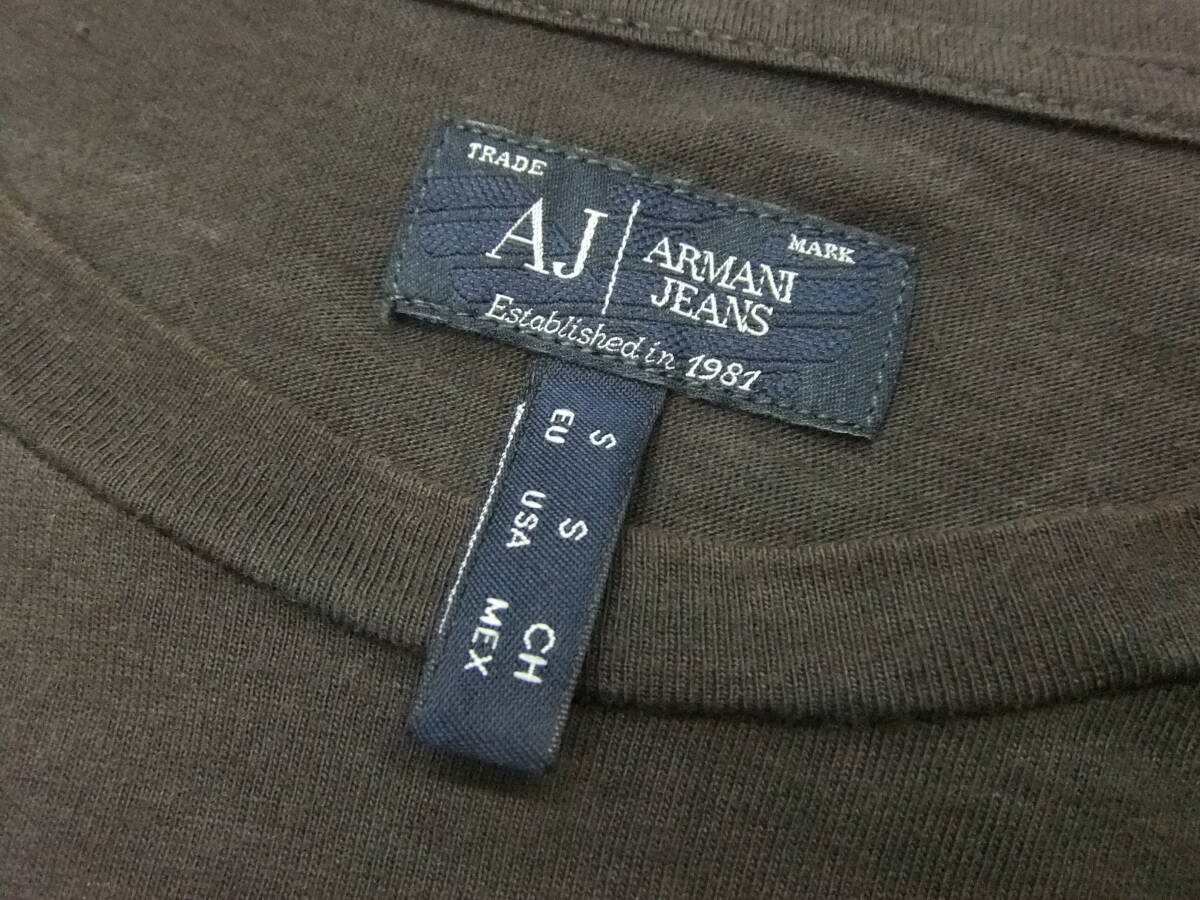 TRADE
MARK
AJ
ARMANI
JEANS
Established in 1981
S S CH
EU USA MEX